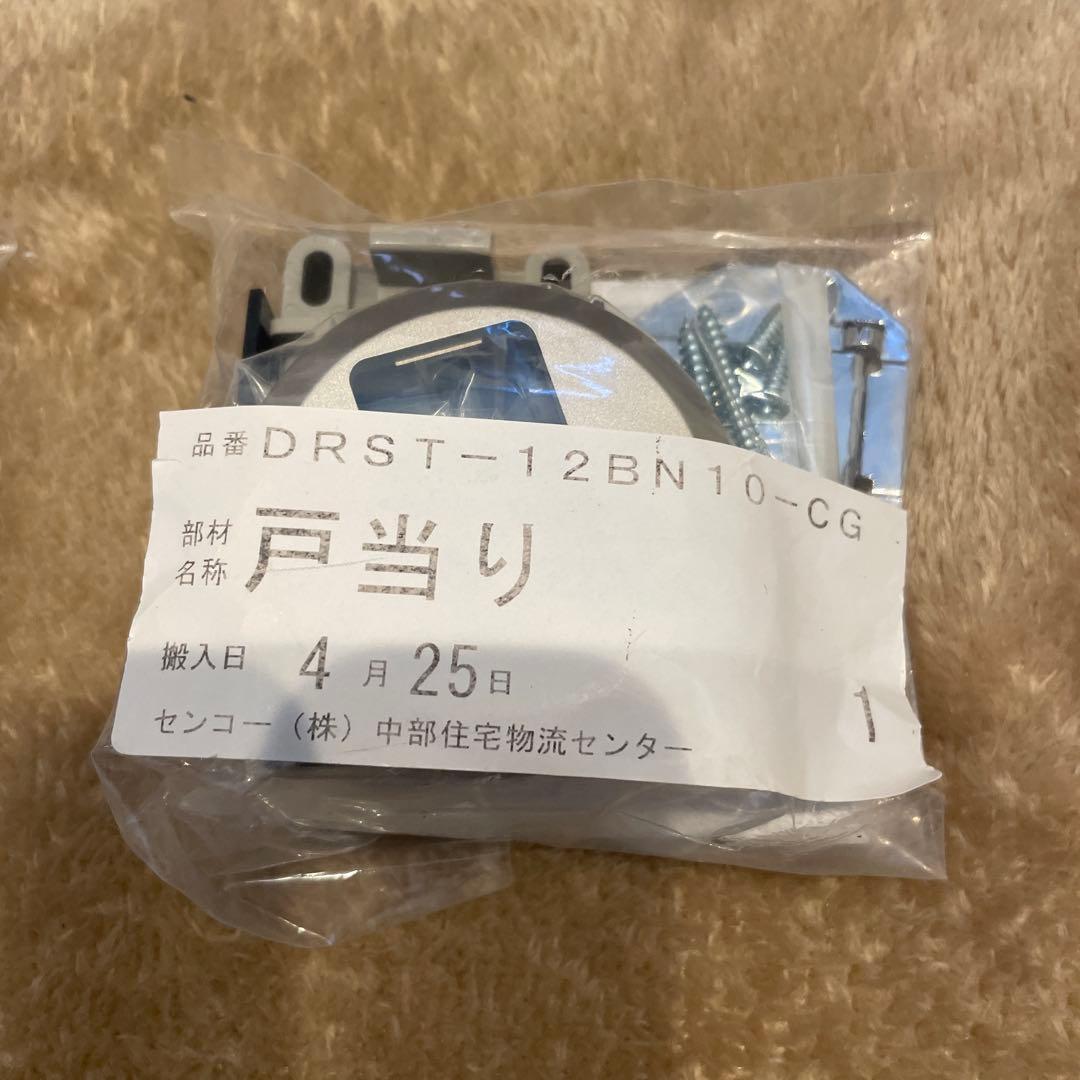 品番 DRST-12BN10-CG
部材
名称 戸当り
搬入日 4月25日
センコー(株)中部住宅物流センター
1